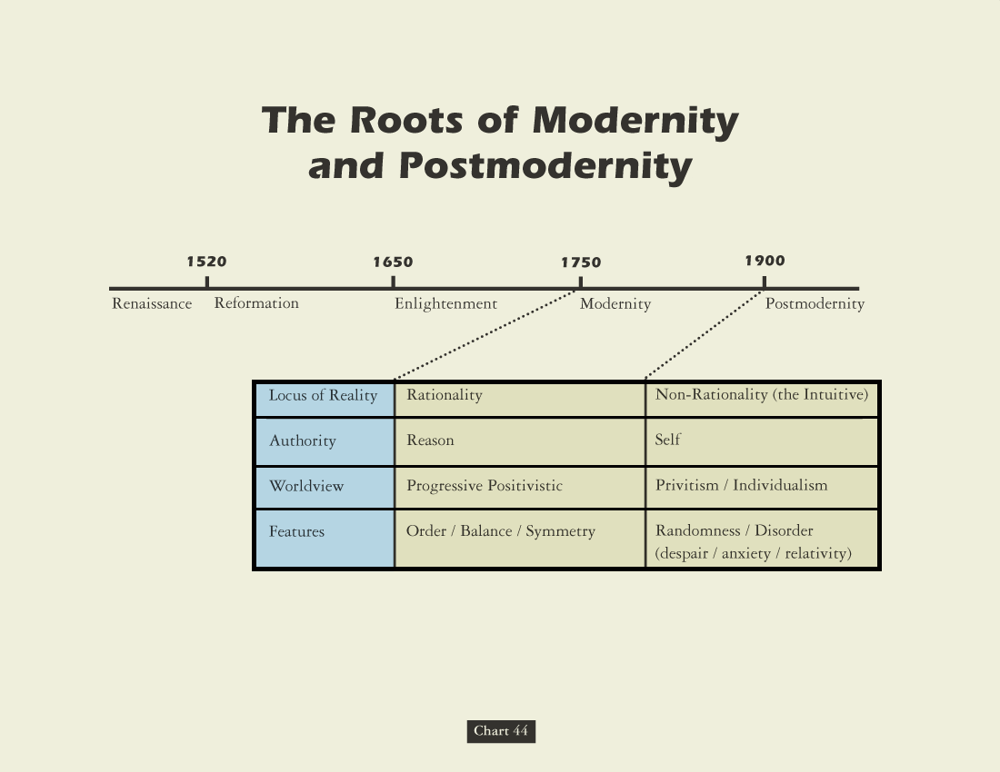 The Roots of Modernity
and Postmodernity
1520 1650 1750 1900
Renaissance Reformation Enlightenment Modernity Postmodernity
Locus of Reality Rationality Non-Rationality (the Intuitive)
Authority Reason Self
Worldview Progressive Positivistic Privitism / Individualism
Features Order / Balance / Symmetry Randomness / Disorder
(despair / anxiety / relativity)
Chart 44